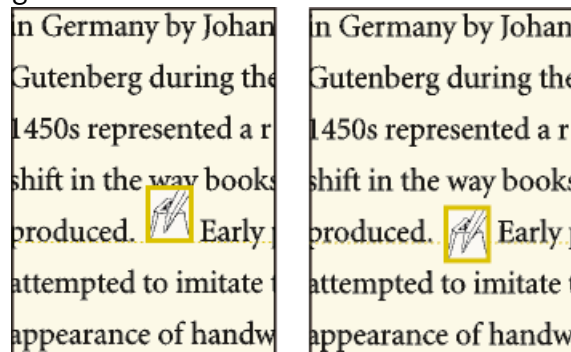 in Germany by Johan
Gutenberg during the
1450s represented a r
shift in the way books
produced. Early
attempted to imitate
appearance of handw
in Germany by Johan
Gutenberg during the
1450s represented a r
shift in the way books
produced. Early
attempted to imitate
appearance of handw